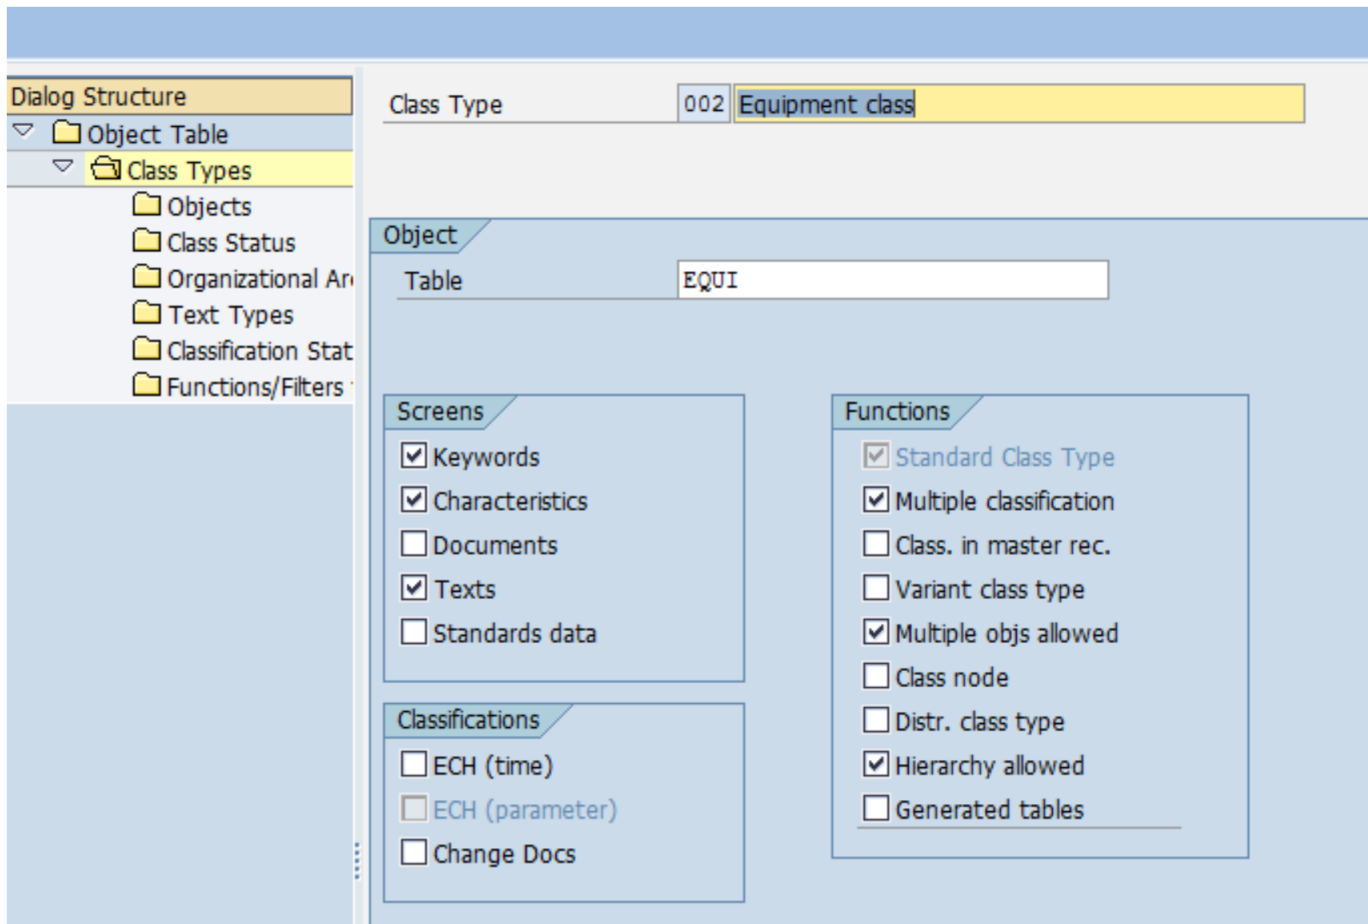 Dialog Structure
Object Table
Class Types
Objects
Class Status
Organizational Ar
Text Types
Classification Stat
Functions/Filters
Class Type 002 Equipment class
Object
Table EQUI
Screens
Keywords
Characteristics
Documents
Texts
Standards data
Classifications
ECH (time)
ECH (parameter)
Change Docs
Functions
Standard Class Type
Multiple classification
Class. in master rec.
Variant class type
Multiple objs allowed
Class node
Distr. class type
Hierarchy allowed
Generated tables